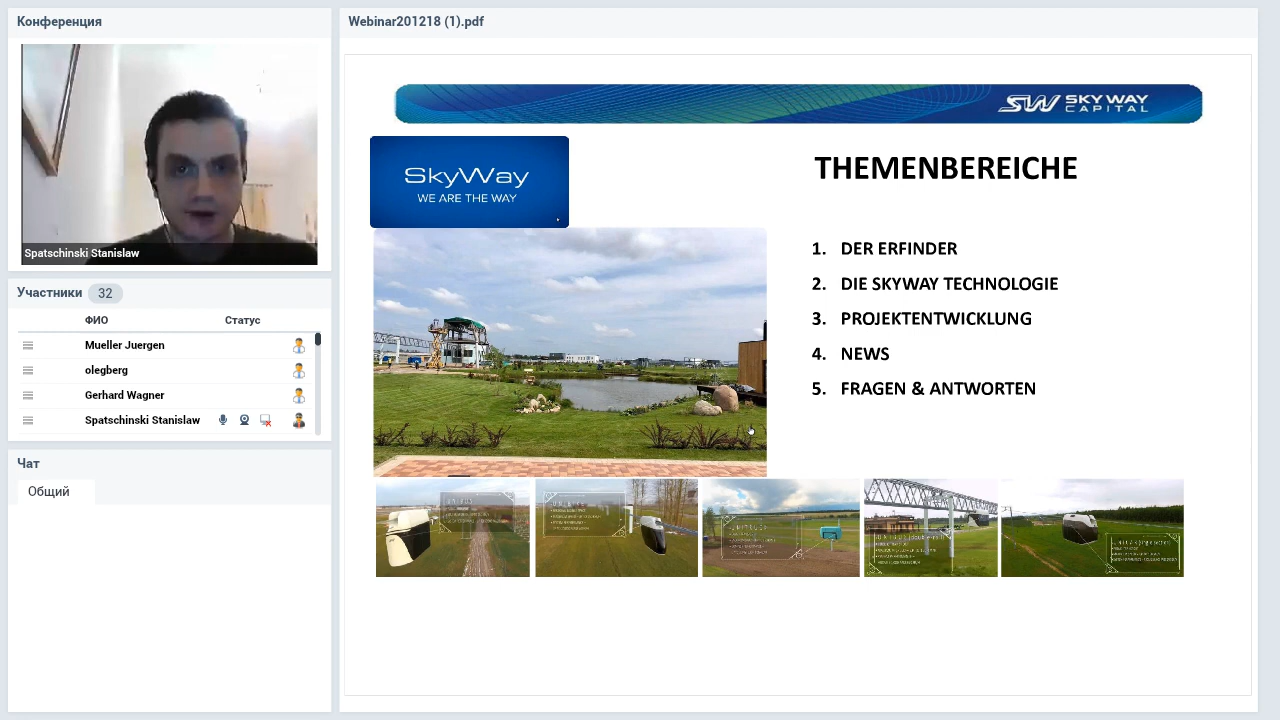 Конференция
Spatschinski Stanislaw
Участники 32
ФИО Статус
Mueller Juergen
olegberg
Gerhard Wagner
Spatschinski Stanislaw
Чат
Общий
Webinar201218 (1).pdf
SW SKY WAY
CAPITAL
SkyWay
WE ARE THE WAY
THEMENBEREICHE
1. DER ERFINDER
2. DIE SKYWAY TECHNOLOGIE
3. PROJEKTENTWICKLUNG
4. NEWS
5. FRAGEN & ANTWORTEN